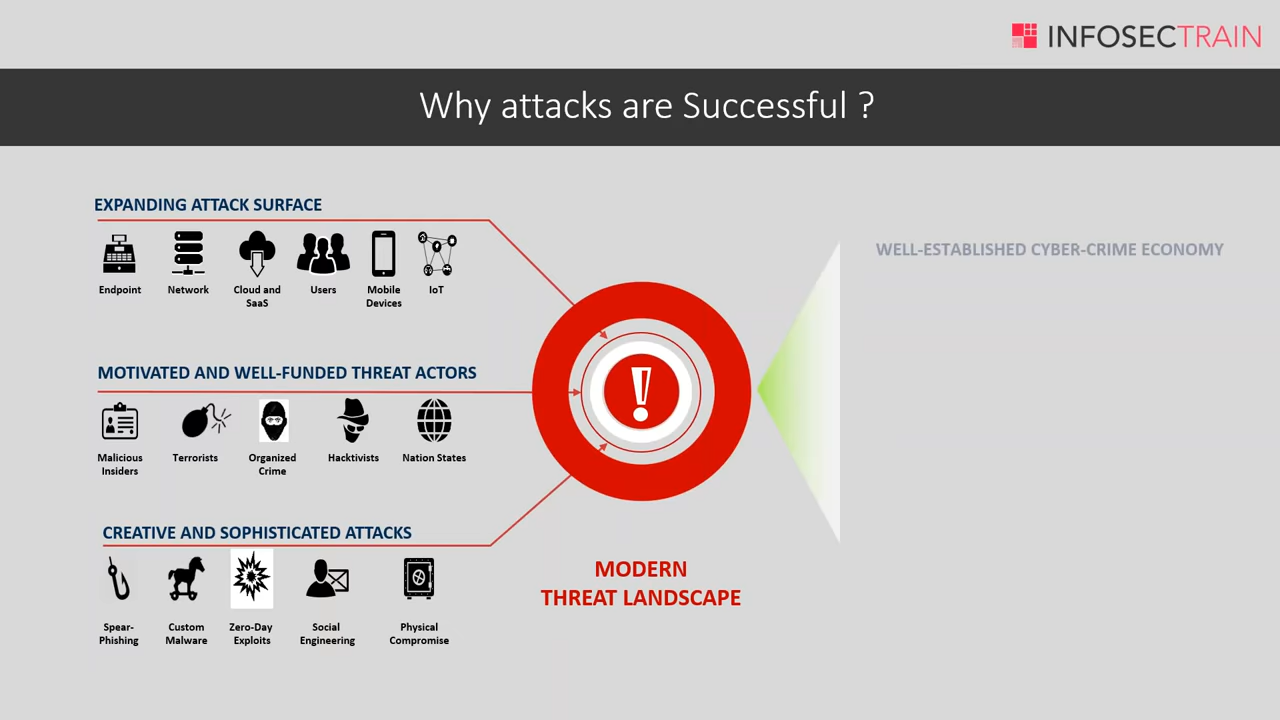 INFOSECTRAIN
Why attacks are Successful ?
EXPANDING ATTACK SURFACE
Endpoint
Network
Cloud and
SaaS
Users
Mobile
Devices
IoT
MOTIVATED AND WELL-FUNDED THREAT ACTORS
Malicious
Insiders
Terrorists
Organized
Crime
Hacktivists
Nation States
CREATIVE AND SOPHISTICATED ATTACKS
Spear-
Phishing
Custom
Malware
Zero-Day
Exploits
Social
Engineering
Physical
Compromise
!
MODERN
THREAT LANDSCAPE
WELL-ESTABLISHED CYBER-CRIME ECONOMY